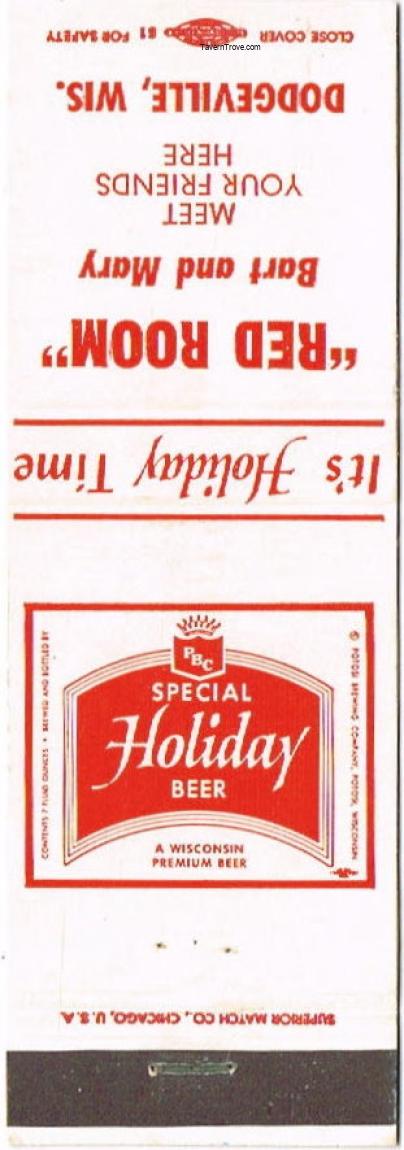 CLOSE COVER 51 FOR SAFETY
TavernTrove.com
DODGEVILLE, WIS.
MEET
YOUR FRIENDS
HERE
Bart and Mary
"RED ROOM"
It's Holiday Time
PBC
SPECIAL
Holiday
BEER
A WISCONSIN
PREMIUM BEER
CONTENTS 7 FLUID OUNCES • BREWED AND BOTTLED BY
© POTOSI BREWING COMPANY, POTOSI, WISCONSIN
SUPERIOR MATCH CO., CHICAGO, U.S.A.